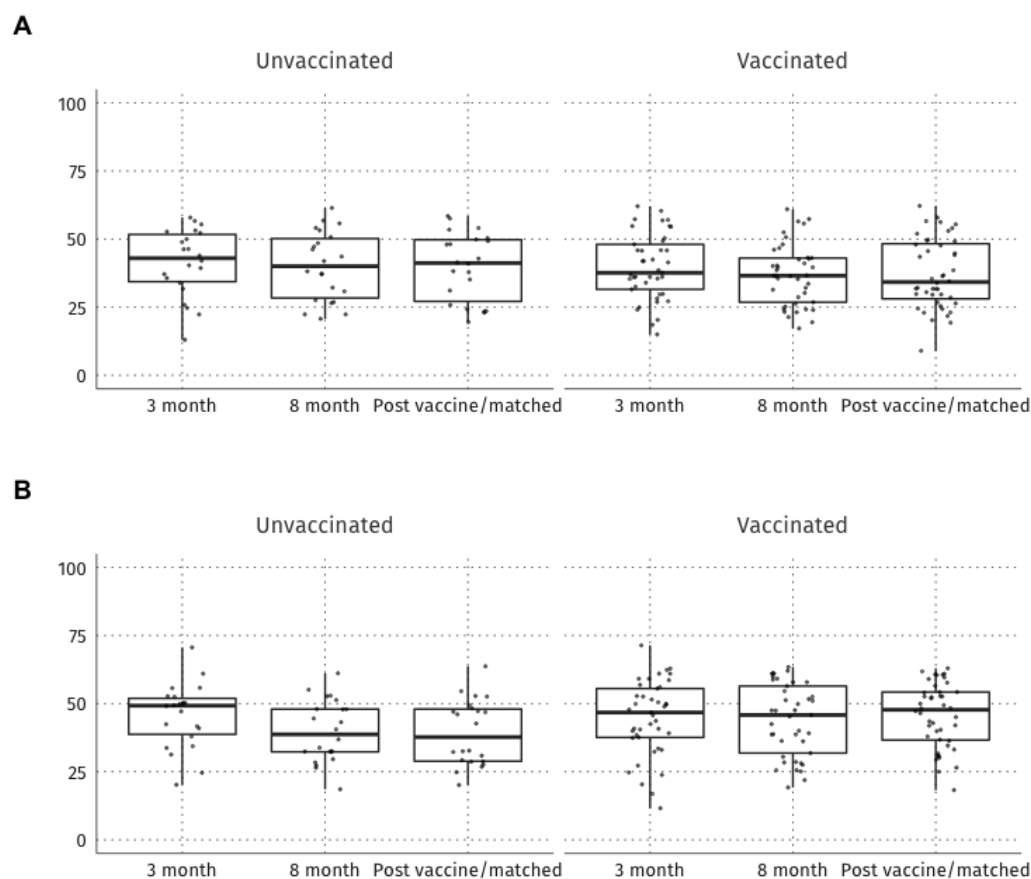 A
Unvaccinated Vaccinated
100
75
50
25
0
3 month 8 month Post vaccine/matched 3 month 8 month Post vaccine/matched
B
Unvaccinated Vaccinated
100
75
50
25
0
3 month 8 month Post vaccine/matched 3 month 8 month Post vaccine/matched